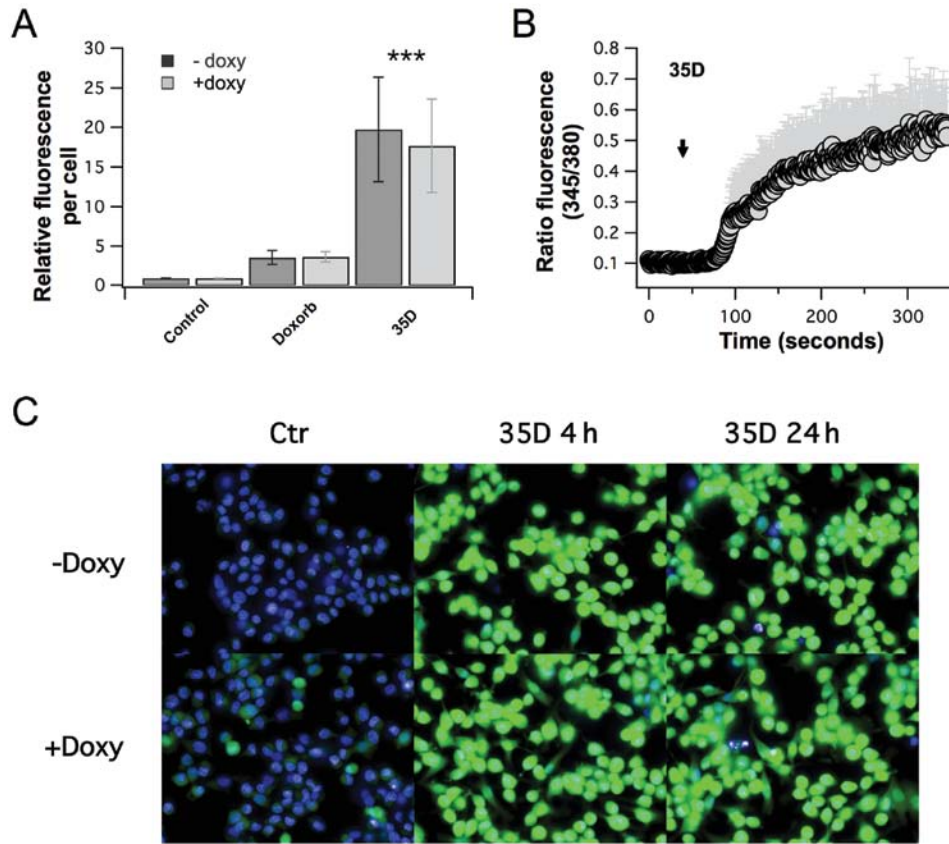 A
Relative fluorescence
per cell
30
25
20
15
10
5
0
- doxy
+doxy
***
Control
Doxorb
35D
B
Ratio fluorescence
(345/380)
0.8
0.7
0.6
0.5
0.4
0.3
0.2
0.1
35D
0
100
200
300
Time (seconds)
C
Ctr
35D 4 h
35D 24 h
-Doxy
+Doxy